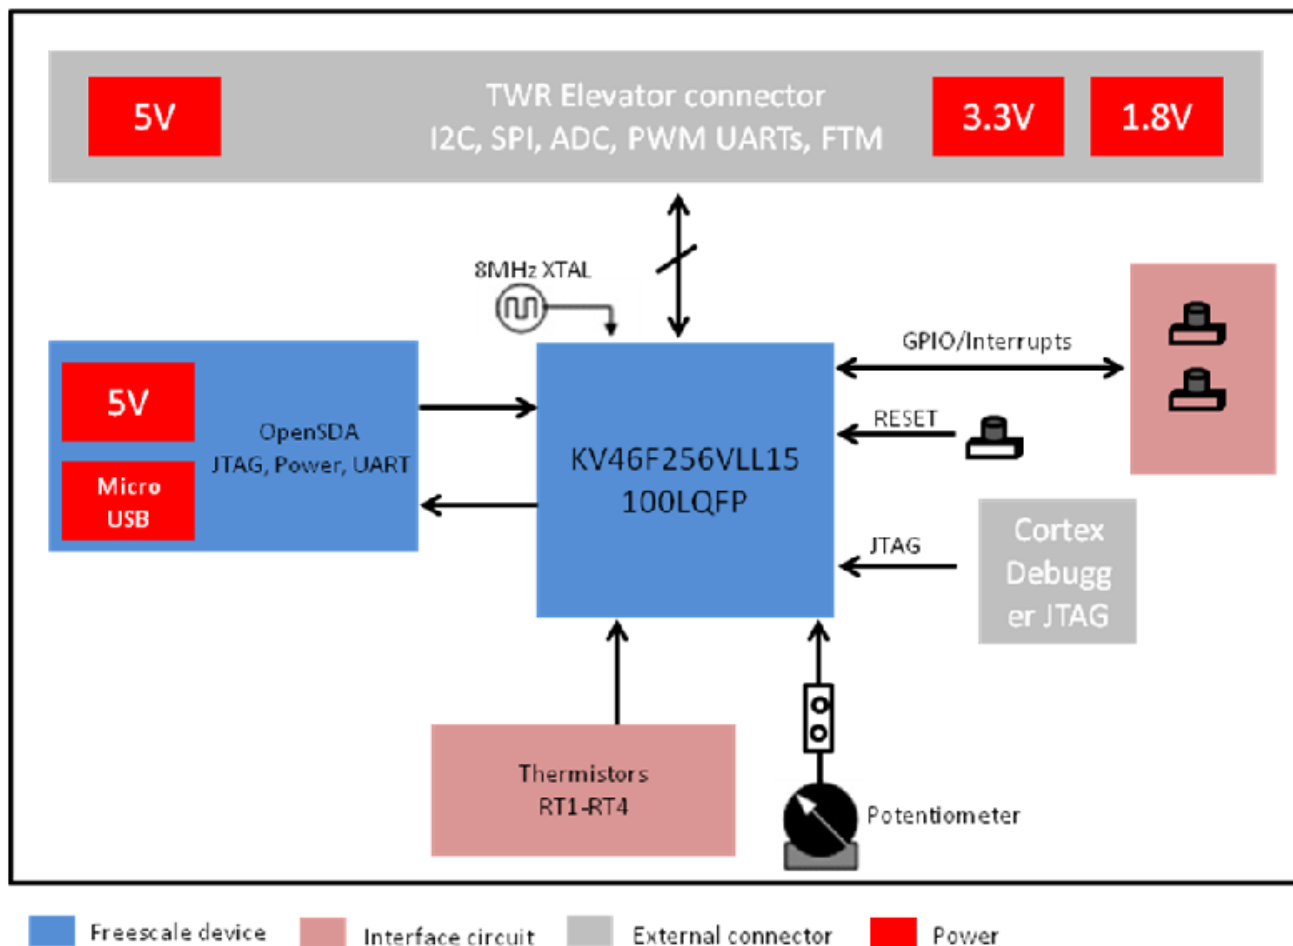 5V
TWR Elevator connector
I2C, SPI, ADC, PWM UARTs, FTM
3.3V
1.8V
8MHz XTAL
5V
Micro
USB
OpenSDA
JTAG, Power, UART
KV46F256VLL15
100LQFP
GPIO/Interrupts
RESET
JTAG
Cortex
Debugg
er JTAG
Thermistors
RT1-RT4
Potentiometer
Freescale device
Interface circuit
External connector
Power